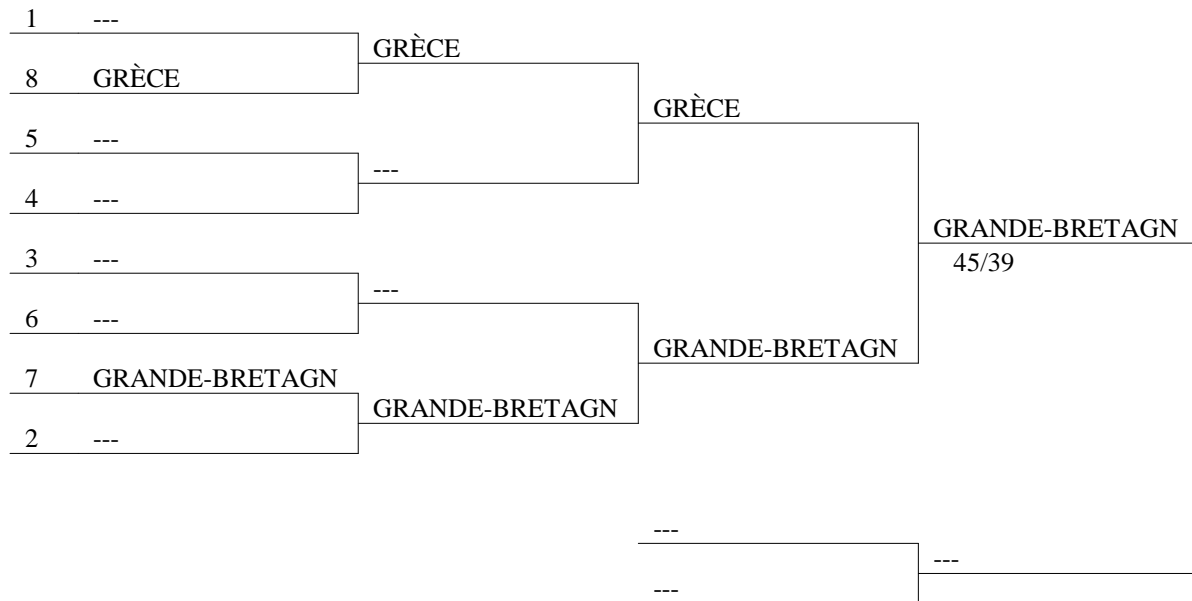 1 ---
GRÈCE
8 GRÈCE
GRÈCE
5 ---
---
4 ---
GRANDE-BRETAGN
45/39
3 ---
---
6 ---
GRANDE-BRETAGN
7 GRANDE-BRETAGN
GRANDE-BRETAGN
2 ---
---
---
---